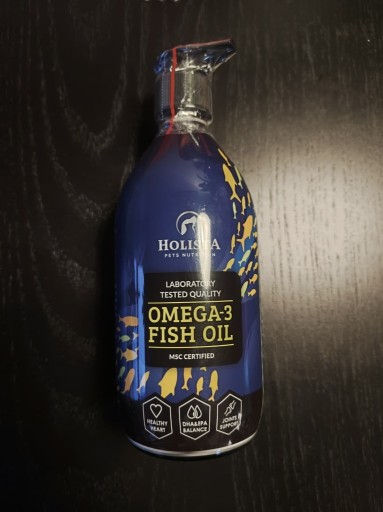 HOLISTA
PETS NUTRITION
LABORATORY
TESTED QUALITY
OMEGA-3
FISH OIL
MSC CERTIFIED
HEALTHY
HEART
DHA&EPA
BALANCE
JOINTS
SUPPORT